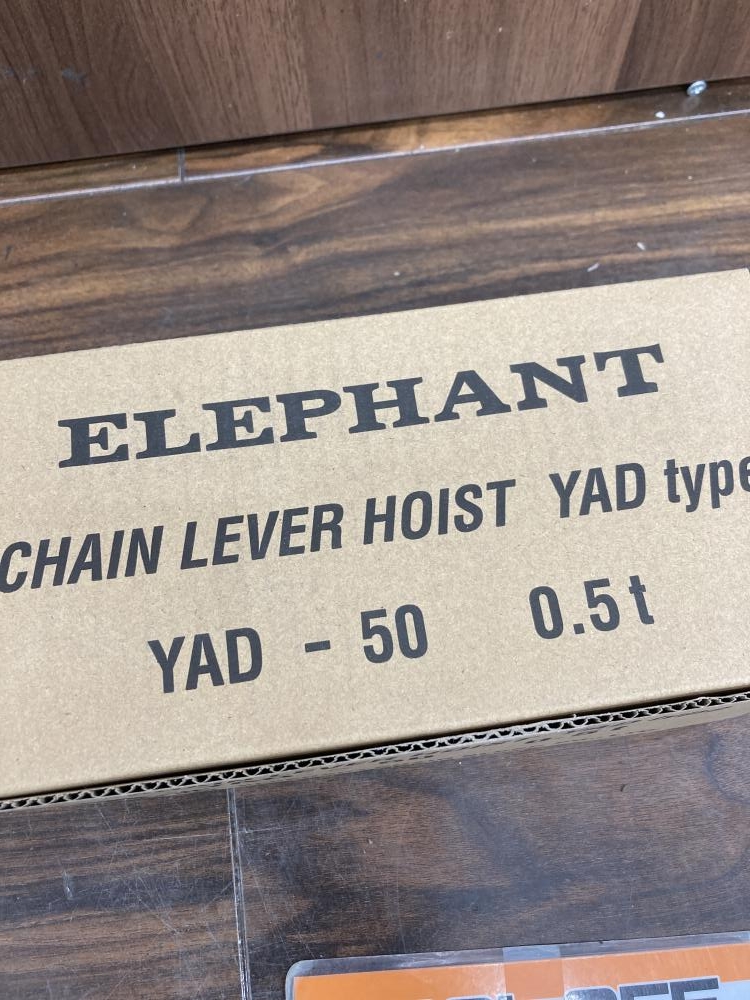 ELEPHANT
CHAIN LEVER HOIST YAD type
YAD - 50 0.5t